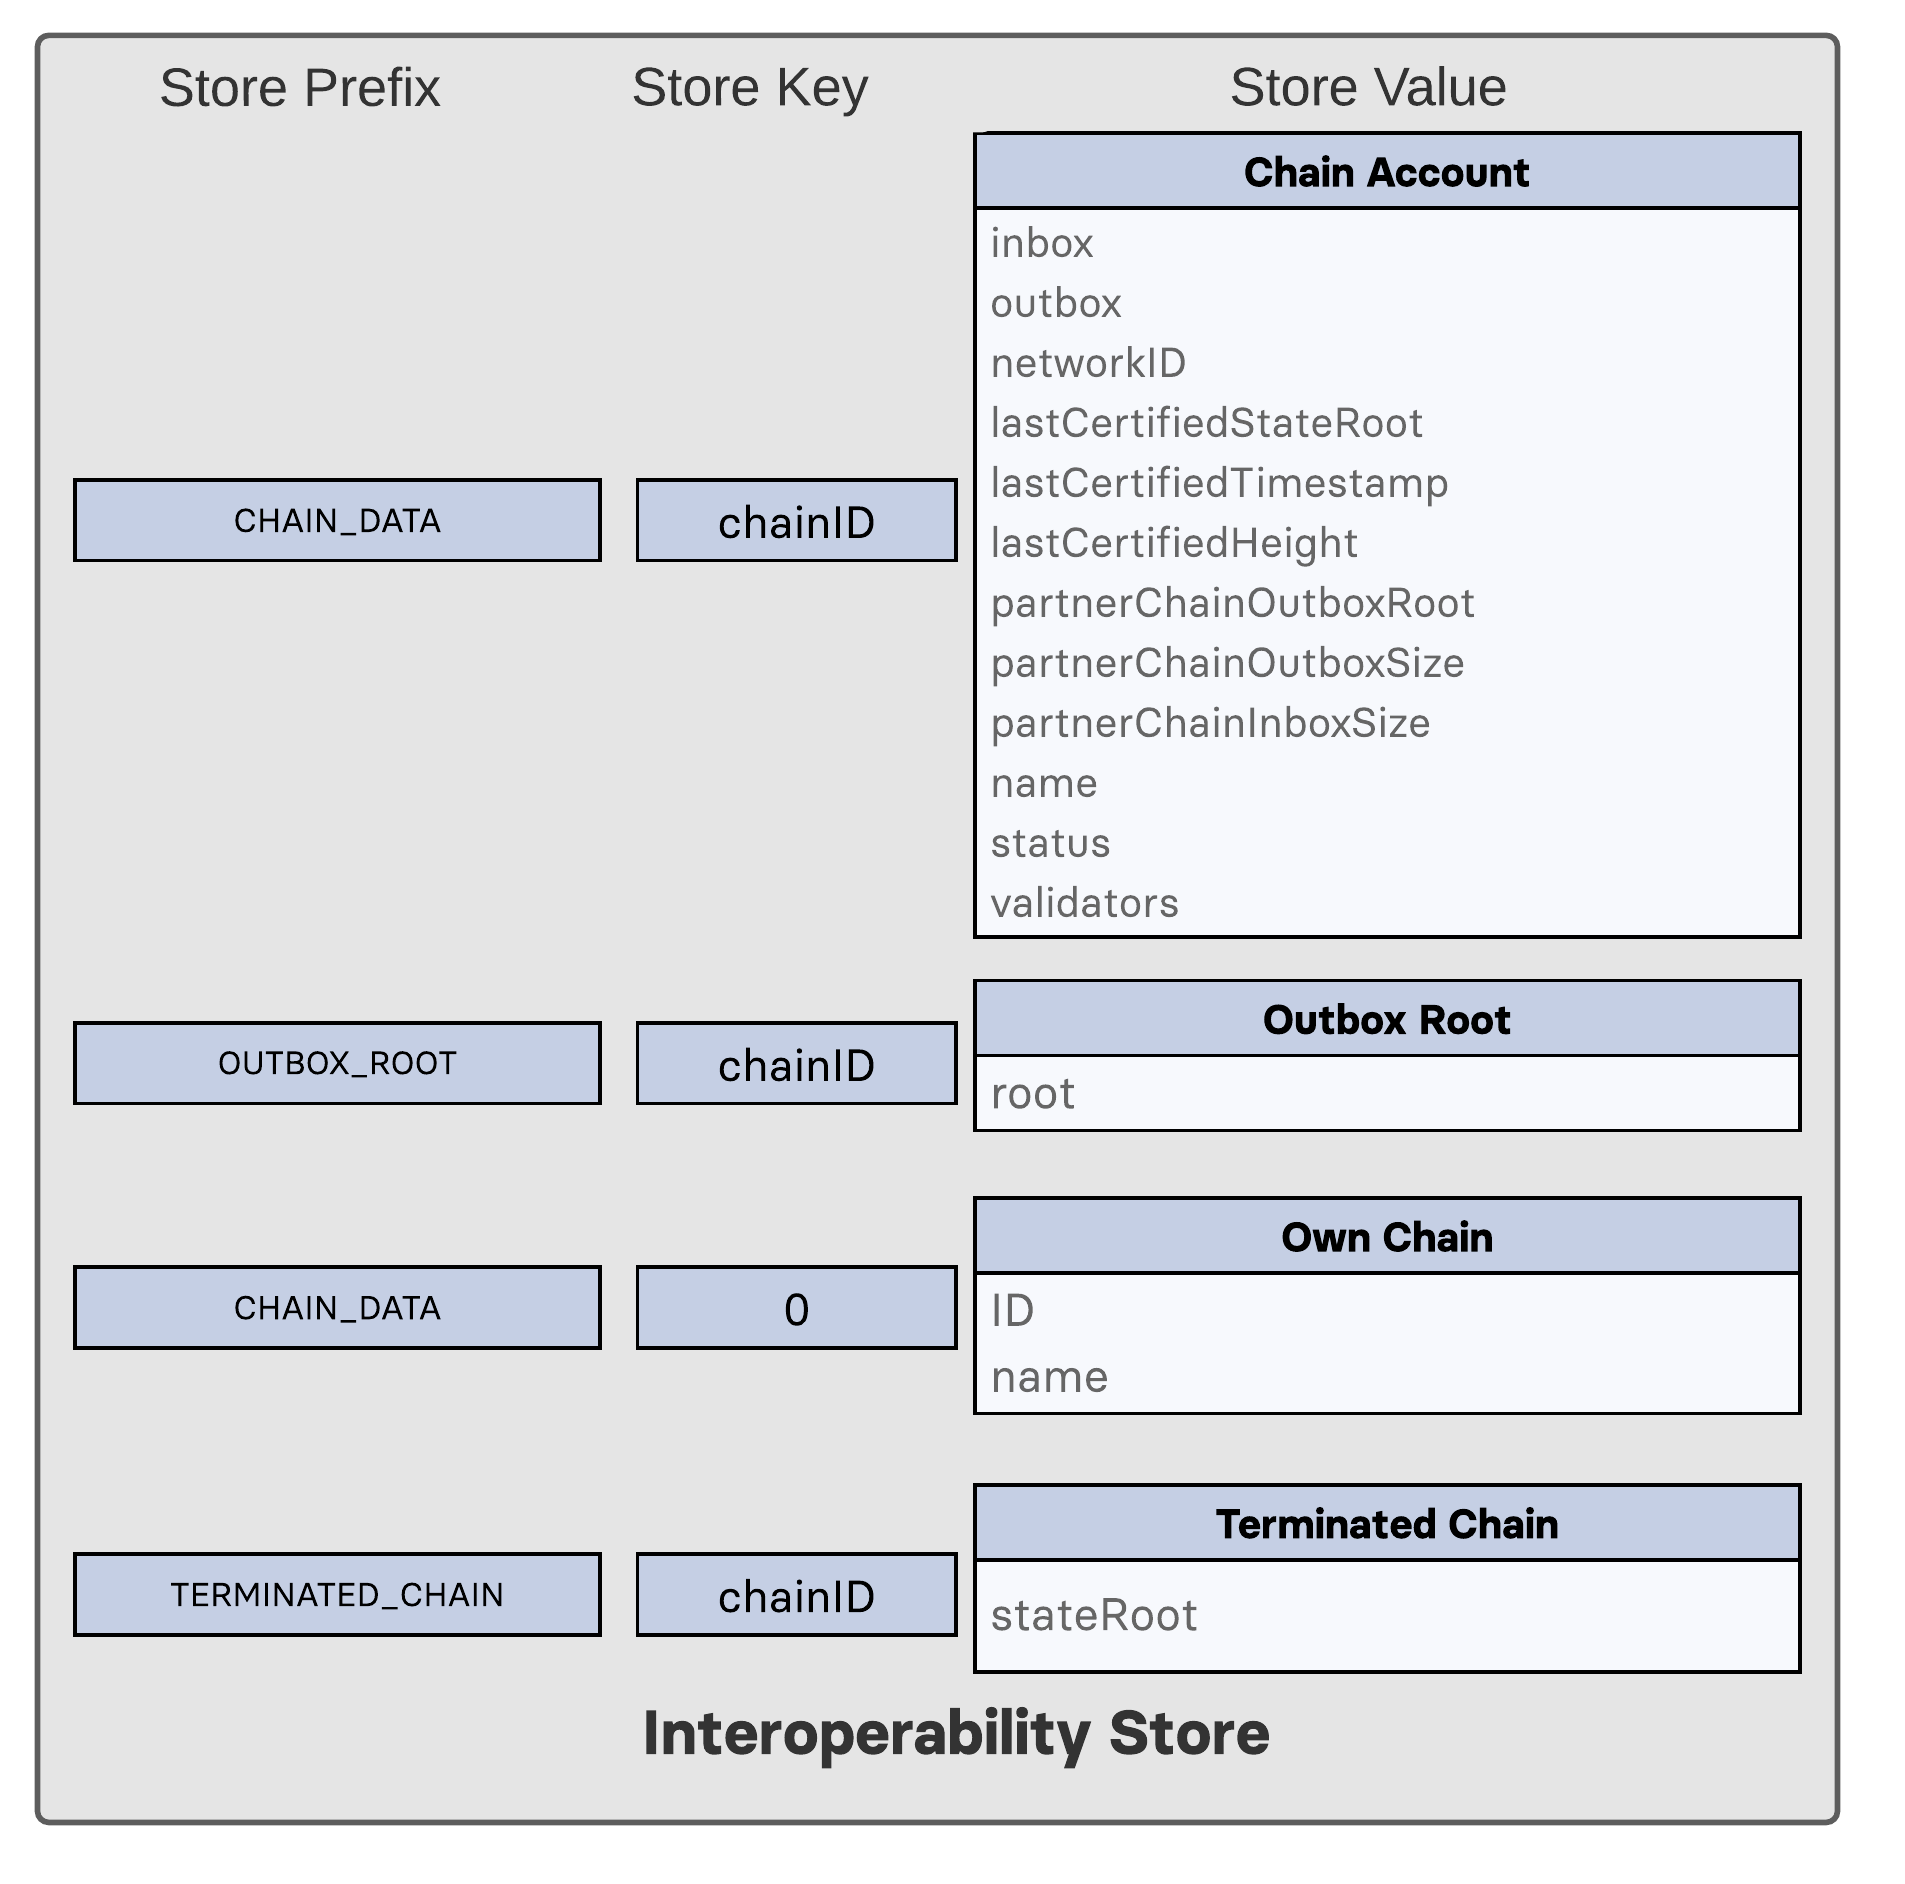 Store Prefix
Store Key
Store Value
Chain Account
inbox
outbox
networkID
lastCertifiedStateRoot
lastCertifiedTimestamp
CHAIN_DATA
chainID
lastCertifiedHeight
partnerChainOutboxRoot
partnerChainOutboxSize
partnerChainInboxSize
name
status
validators
Outbox Root
OUTBOX_ROOT
chainID
root
Own Chain
CHAIN_DATA
0
ID
name
Terminated Chain
TERMINATED_CHAIN
chainID
stateRoot
Interoperability Store